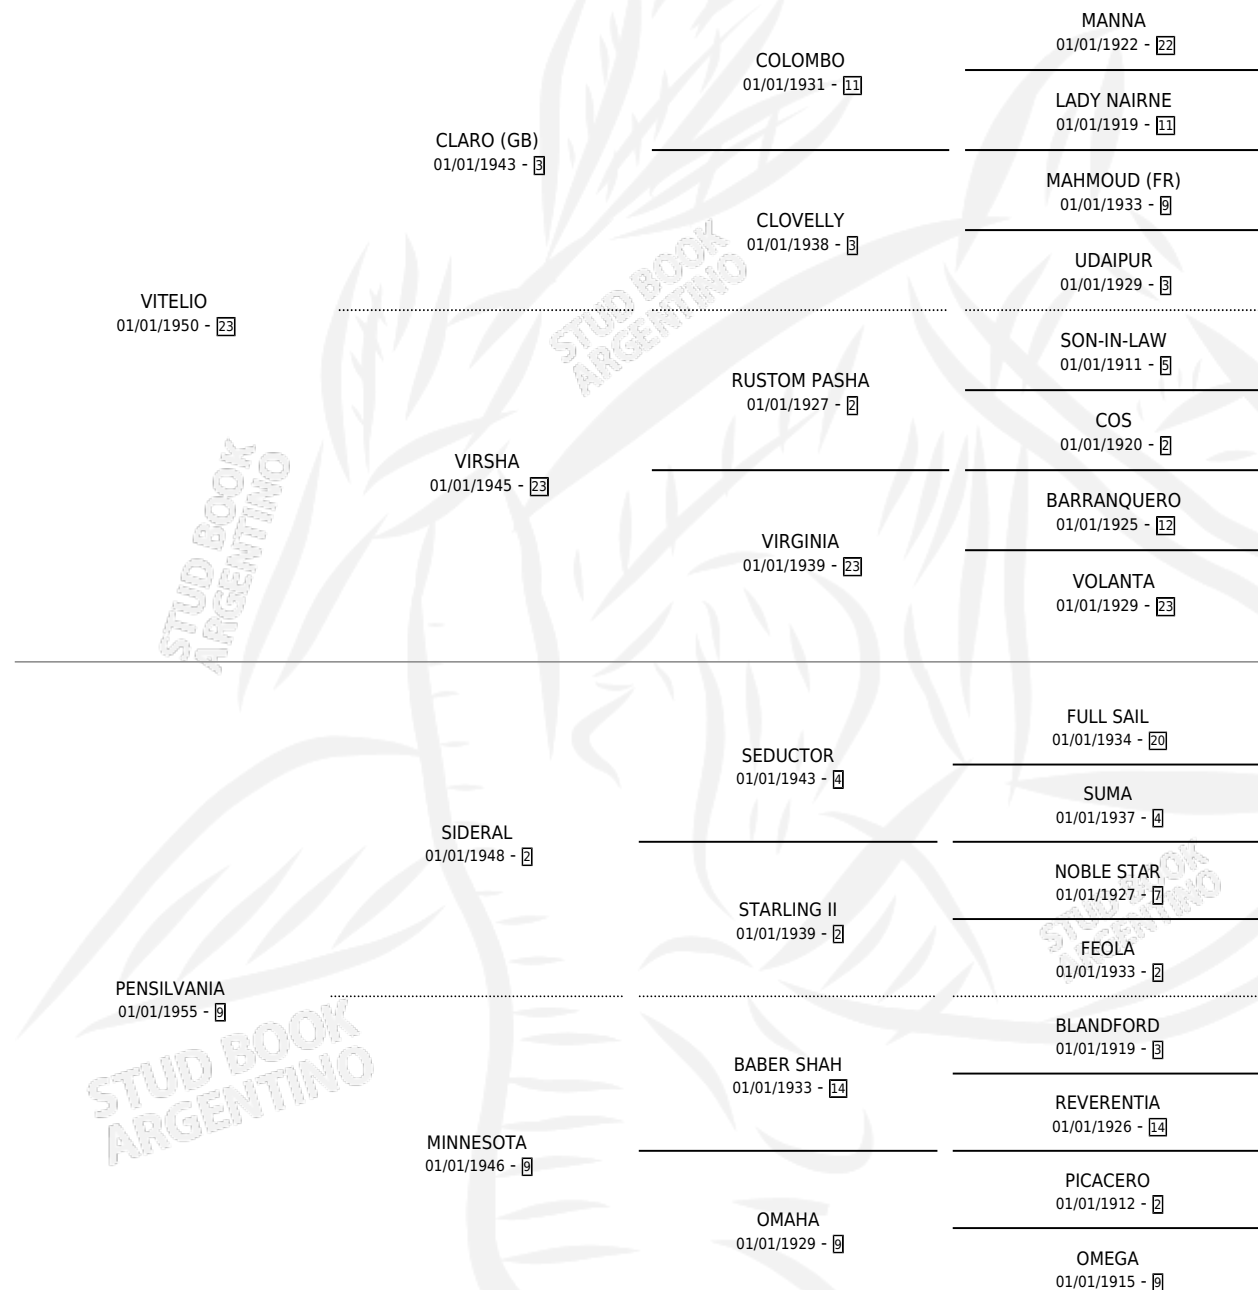 MANNA
01/01/1922 - 22
COLOMBO
01/01/1931 - 11
LADY NAIRNE
01/01/1919 - 11
CLARO (GB)
01/01/1943 - 3
MAHMOUD (FR)
01/01/1933 - 9
CLOVELLY
01/01/1938 - 3
UDAIPUR
01/01/1929 - 3
VITELIO
01/01/1950 - 23
STUD BOOK
ARGENTINO
SON-IN-LAW
01/01/1911 - 5
RUSTOM PASHA
01/01/1927 - 2
COS
01/01/1920 - 2
VIRSHA
01/01/1945 - 23
BARRANQUERO
01/01/1925 - 12
VIRGINIA
01/01/1939 - 23
VOLANTA
01/01/1929 - 23
STUD BOOK
ARGENTINO
FULL SAIL
01/01/1934 - 20
SEDUCTOR
01/01/1943 - 4
SUMA
01/01/1937 - 4
SIDERAL
01/01/1948 - 2
NOBLE STAR
01/01/1927 - 7
STARLING II
01/01/1939 - 2
STUD BOOK
ARGENTINO
FEOLA
01/01/1933 - 2
PENSILVANIA
01/01/1955 - 9
STUD BOOK
ARGENTINO
BLANDFORD
01/01/1919 - 3
BABER SHAH
01/01/1933 - 14
REVERENTIA
01/01/1926 - 14
MINNESOTA
01/01/1946 - 9
PICACERO
01/01/1912 - 2
OMAHA
01/01/1929 - 9
OMEGA
01/01/1915 - 9